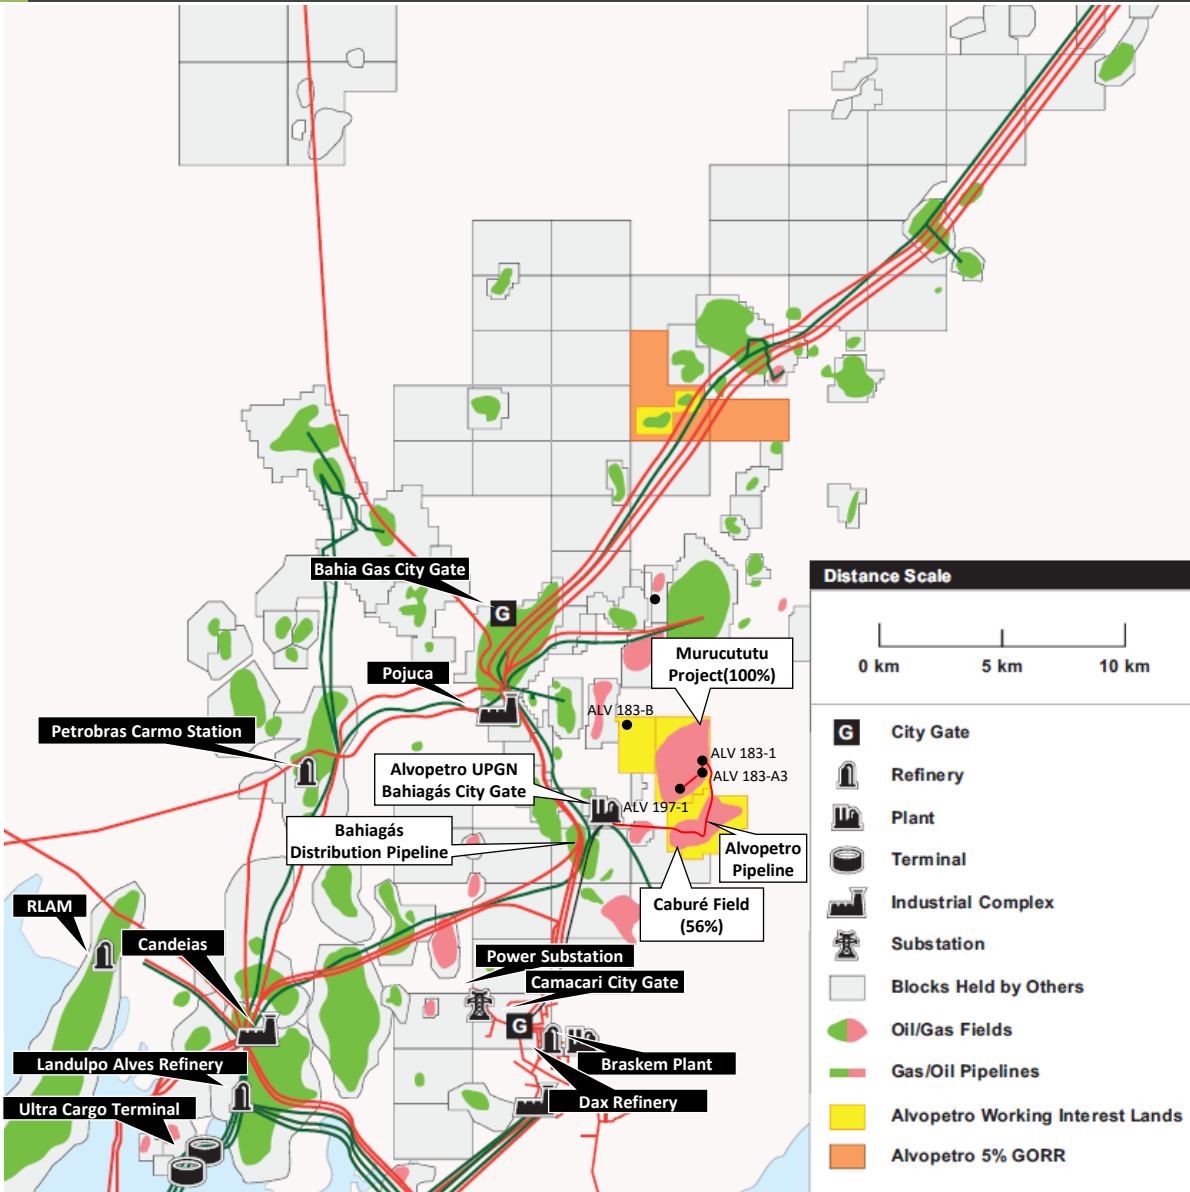 Bahia Gas City Gate
G
Murucututu
Project(100%)
Pojuca
ALV 183-B
Petrobras Carmo Station
ALV 183-1
ALV 183-A3
Alvopetro UPGN
Bahiagás City Gate
ALV 197-1
Bahiagás
Distribution Pipeline
Alvopetro
Pipeline
Caburé Field
(56%)
RLAM
Candeias
Power Substation
Camacari City Gate
G
Landulpo Alves Refinery
Braskem Plant
Dax Refinery
Ultra Cargo Terminal
Distance Scale
0 km 5 km 10 km
G City Gate
Refinery
Plant
Terminal
Industrial Complex
Substation
Blocks Held by Others
Oil/Gas Fields
Gas/Oil Pipelines
Alvopetro Working Interest Lands
Alvopetro 5% GORR